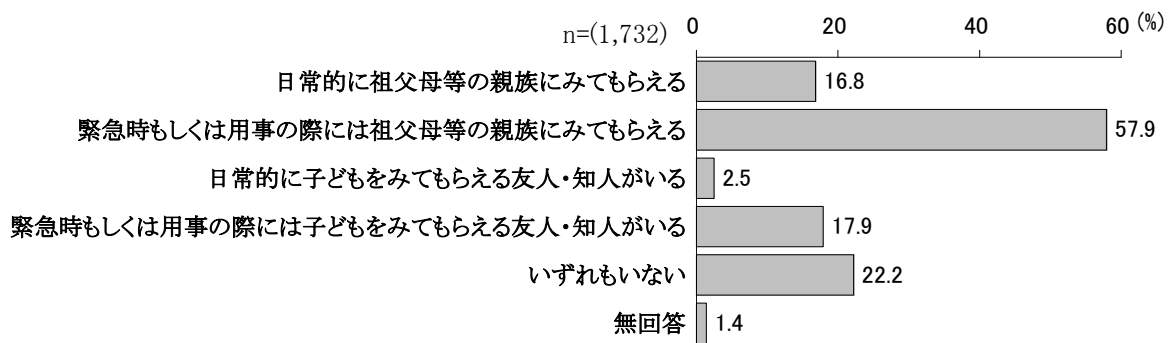 n=(1,732) 0 20 40 60 (%)
日常的に祖父母等の親族にみてもらえる 16.8
緊急時もしくは用事の際には祖父母等の親族にみてもらえる 57.9
日常的に子どもをみてもらえる友人・知人がいる 2.5
緊急時もしくは用事の際には子どもをみてもらえる友人・知人がいる 17.9
いずれもいない 22.2
無回答 1.4